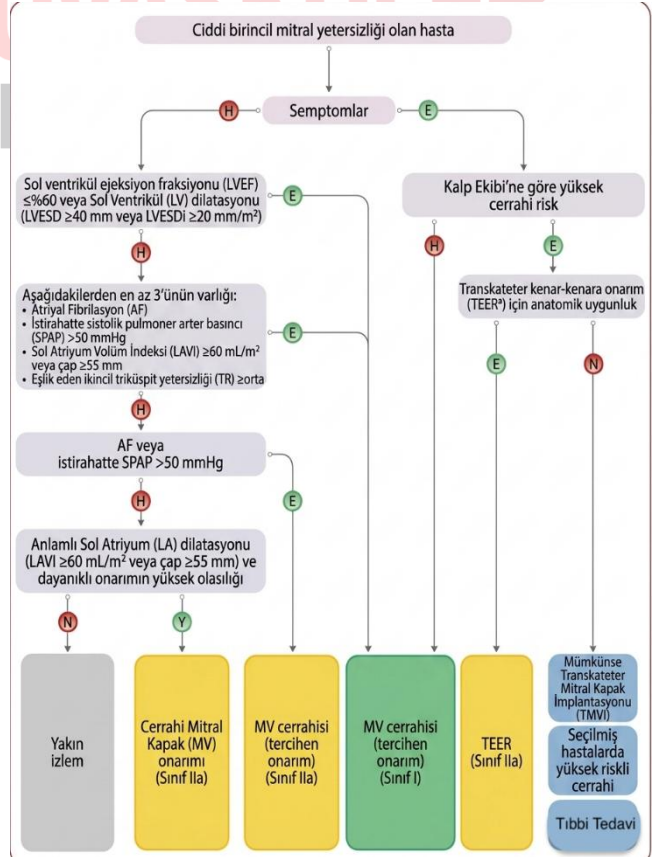 Ciddi birincil mitral yetersizliği olan hasta
Semptomlar
H
E
Sol ventrikül ejeksiyon fraksiyonu (LVEF)
≤%60 veya Sol Ventrikül (LV) dilatasyonu
(LVESD ≥40 mm veya LVESDi ≥20 mm/m²)
E
H
Kalp Ekibi'ne göre yüksek
cerrahi risk
H
E
Aşağıdakilerden en az 3'ünün varlığı:
• Atriyal Fibrilasyon (AF)
• İstirahatte sistolik pulmoner arter basıncı
(SPAP) >50 mmHg
• Sol Atriyum Volüm İndeksi (LAVI) ≥60 mL/m²
veya çap ≥55 mm
• Eşlik eden ikincil triküspit yetersizliği (TR) ≥orta
E
H
Transkateter kenar-kenara onarım
(TEERª) için anatomik uygunluk
E
N
AF veya
istirahatte SPAP >50 mmHg
E
H
Anlamlı Sol Atriyum (LA) dilatasyonu
(LAVI ≥60 mL/m² veya çap ≥55 mm) ve
dayanıklı onarımın yüksek olasılığı
N
Y
Yakın
izlem
Cerrahi Mitral
Kapak (MV)
onarımı
(Sınıf IIa)
MV cerrahisi
(tercihen
onarım)
(Sınıf IIa)
MV cerrahisi
(tercihen
onarım)
(Sınıf I)
TEER
(Sınıf IIa)
Mümkünse
Transkateter
Mitral Kapak
İmplantasyonu
(TMVI)
Seçilmiş
hastalarda
yüksek riskli
cerrahi
Tıbbi Tedavi